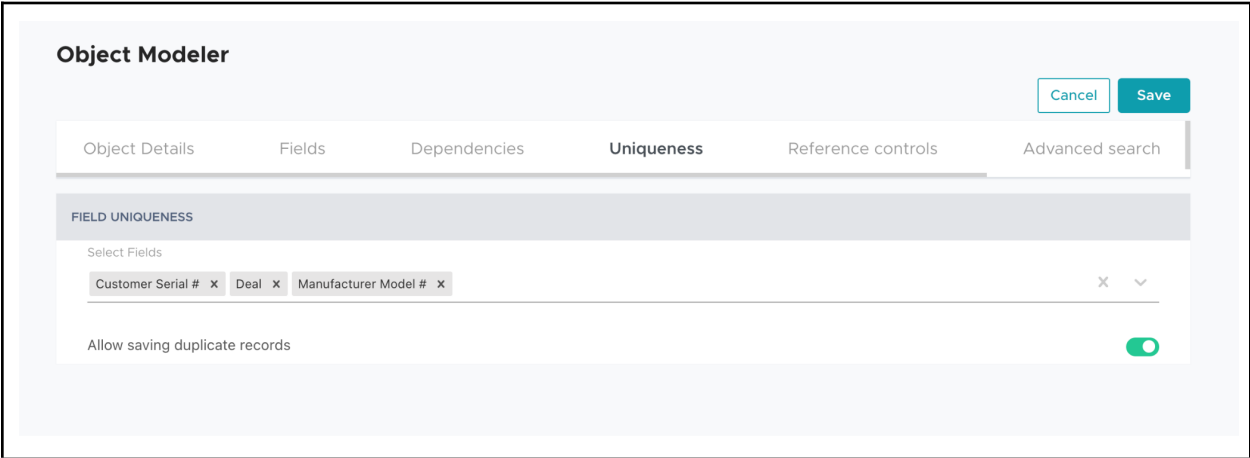 Object Modeler
Cancel Save
Object Details Fields Dependencies Uniqueness Reference controls Advanced search
FIELD UNIQUENESS
Select Fields
Customer Serial # x Deal x Manufacturer Model # x
Allow saving duplicate records